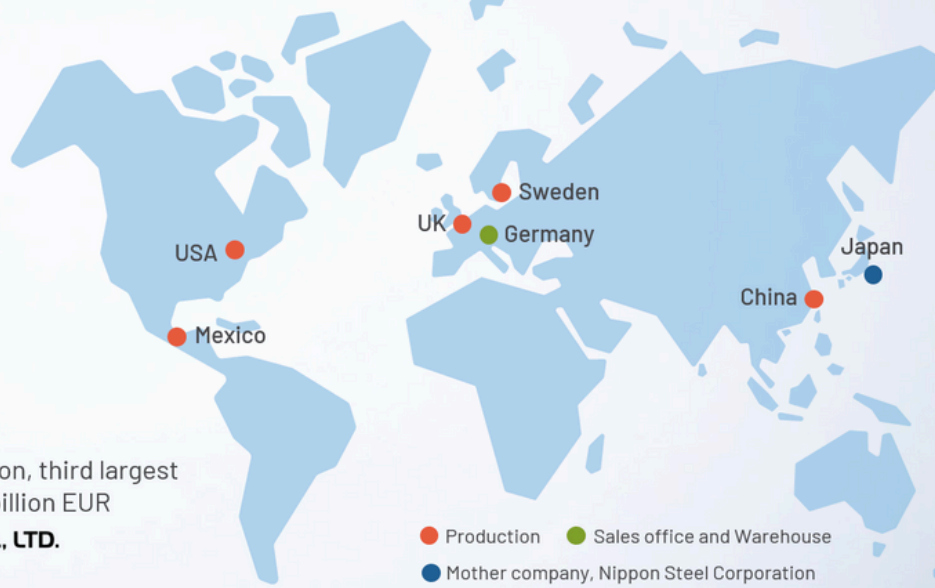 Sweden
UK
Germany
USA
Japan
China
Mexico
on, third largest
illion EUR
., LTD.
Production
Sales office and Warehouse
Mother company, Nippon Steel Corporation